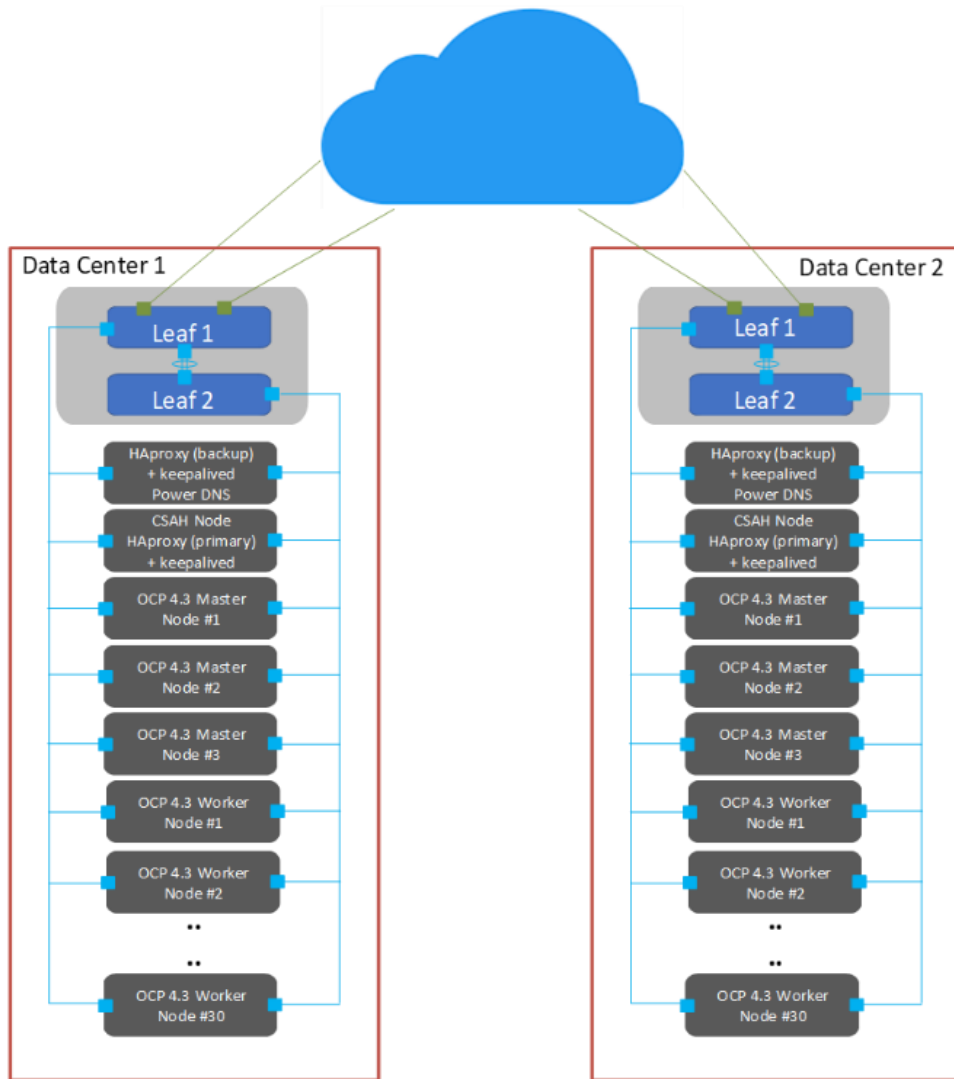 Data Center 1
Leaf 1
Leaf 2
HAproxy (backup)
+ keepalived
Power DNS
CSAH Node
HAproxy (primary)
+ keepalived
OCP 4.3 Master
Node #1
OCP 4.3 Master
Node #2
OCP 4.3 Master
Node #3
OCP 4.3 Worker
Node #1
OCP 4.3 Worker
Node #2
..
..
OCP 4.3 Worker
Node #30
Data Center 2
Leaf 1
Leaf 2
HAproxy (backup)
+ keepalived
Power DNS
CSAH Node
HAproxy (primary)
+ keepalived
OCP 4.3 Master
Node #1
OCP 4.3 Master
Node #2
OCP 4.3 Master
Node #3
OCP 4.3 Worker
Node #1
OCP 4.3 Worker
Node #2
..
..
OCP 4.3 Worker
Node #30